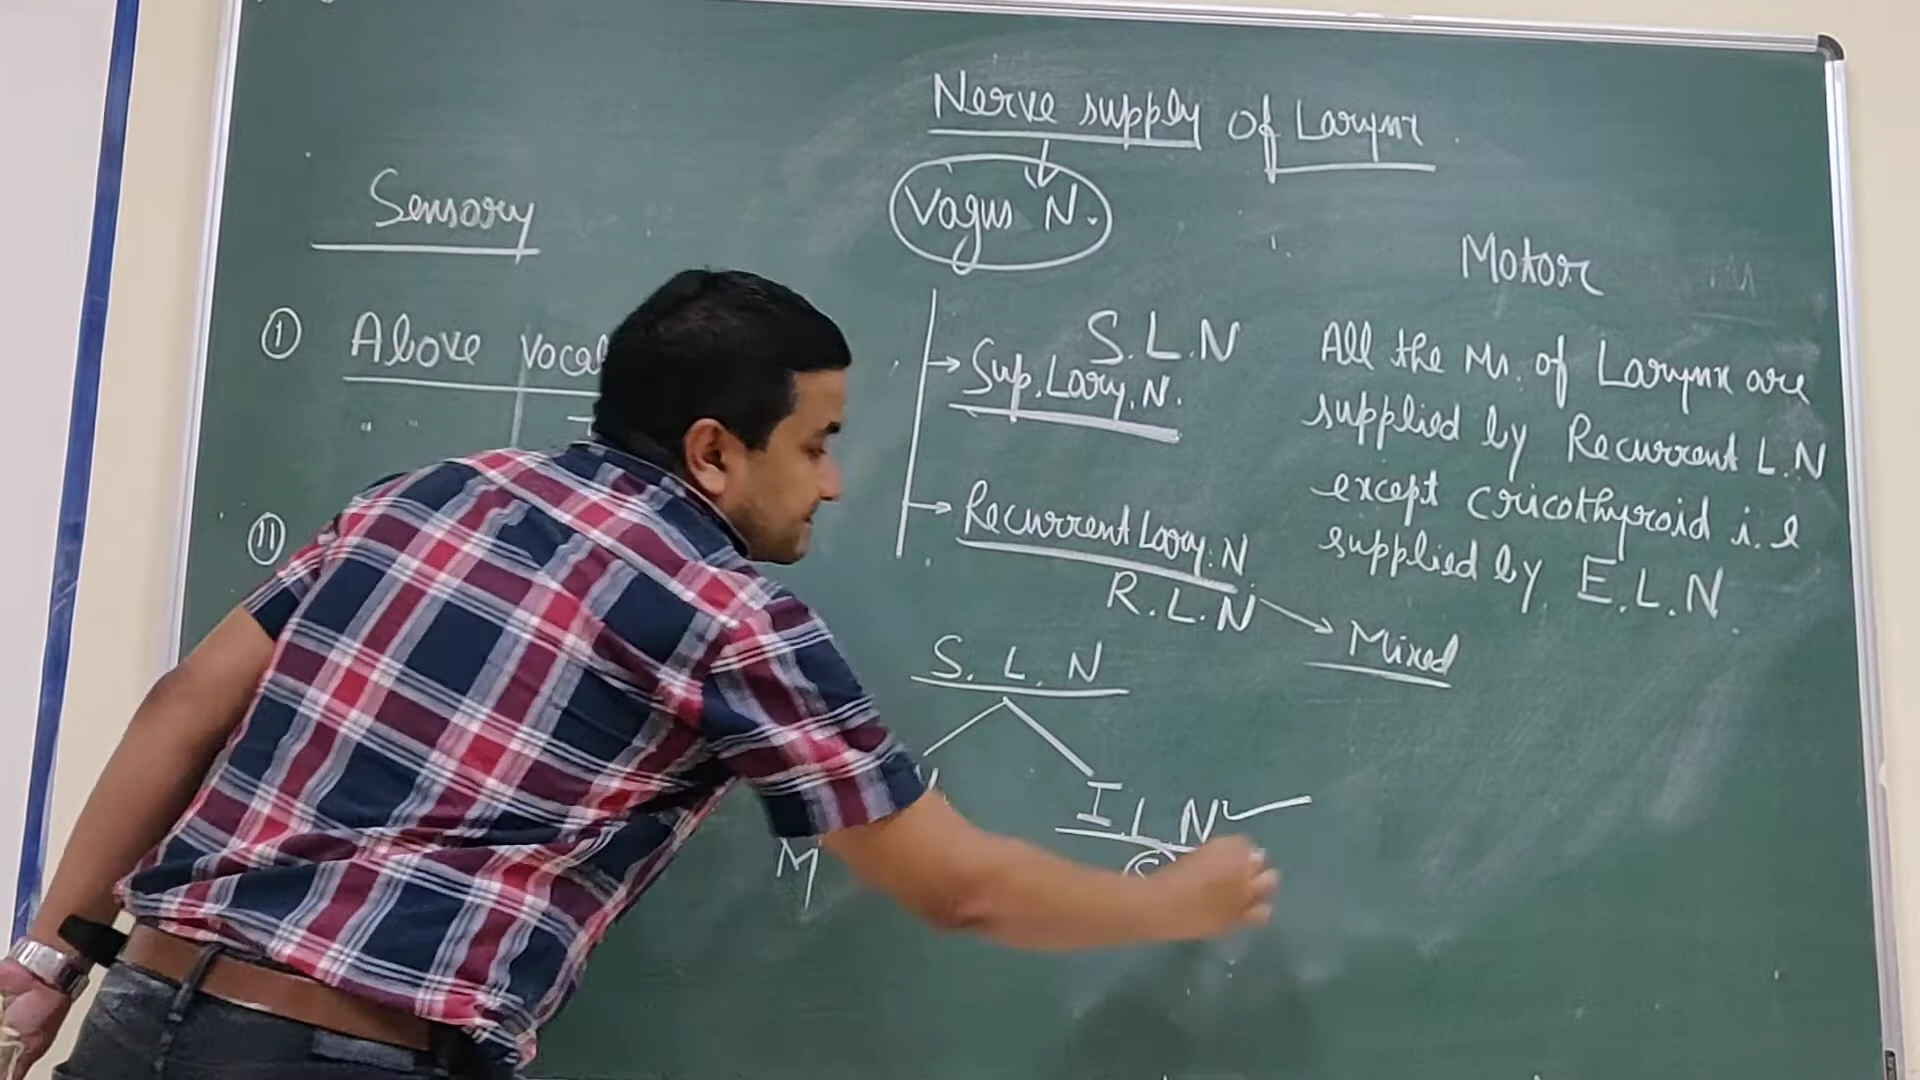 Nerve supply of Larynx
Vagus N.
Sensory
Motor
① Above vocal
" "
S.L.N
Sup. Lary. N.
Recurrent Lary. N.
R.L.N
Mixed
All the Ms. of Larynx are
supplied by Recurrent L.N
except cricothyroid i.e
supplied by E.L.N.
②
S. L. N
I.L.N
M
S